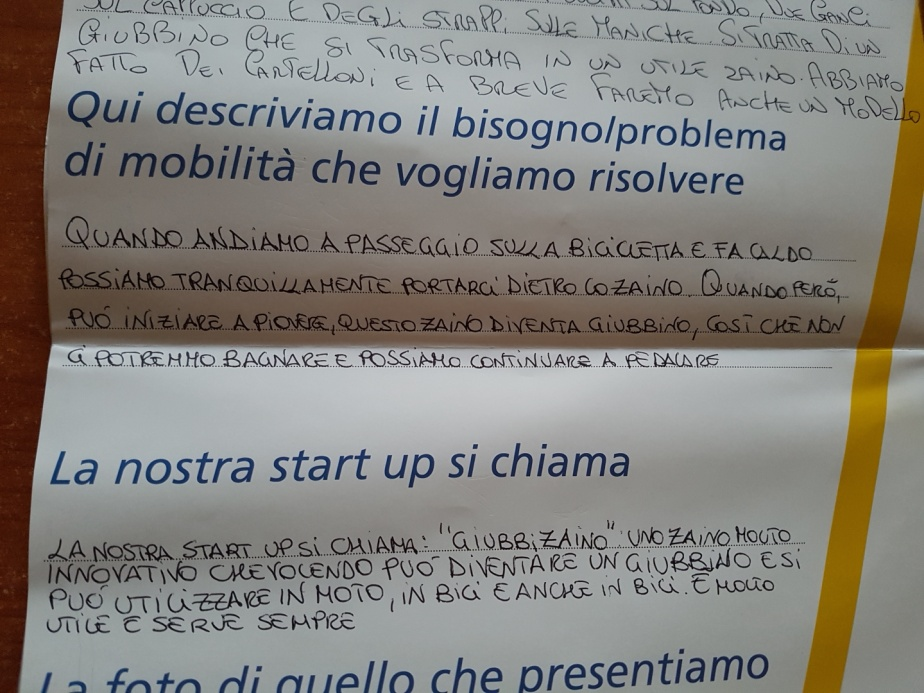 SUL CAPPUCCIO E DEGLI STRAPPI SULLE MANICHE SI TRATTA DI UN
GIUBBINO CHE SI TRASFORMA IN UN UTILE ZAINO. ABBIAMO
FATTO DEI CARTELLONI E A BREVE FAREMO ANCHE UN MODELLO
Qui descriviamo il bisogno/problema
di mobilità che vogliamo risolvere
QUANDO ANDIAMO A PASSEGGIO SULLA BICICLETTA E FA CALDO
POSSIAMO TRANQUILLAMENTE PORTARCI DIETRO LO ZAINO. QUANDO PERÒ,
PUÓ INIZIARE A PIOVERE, QUESTO ZAINO DIVENTA GIUBBINO, COSÌ CHE NON
CI POTREMMO BAGNARE E POSSIAMO CONTINUARE A PEDALARE
La nostra start up si chiama
LA NOSTRA START UP SI CHIAMA: "GIUBBIZAINO" UNO ZAINO MOLTO
INNOVATIVO CHE VOLENDO PUÓ DIVENTARE UN GIUBBINO E SI
PUÓ UTILIZZARE IN MOTO, IN BICI E ANCHE IN BICI. È MOLTO
UTILE E SERVE SEMPRE
La foto di quello che presentiamo